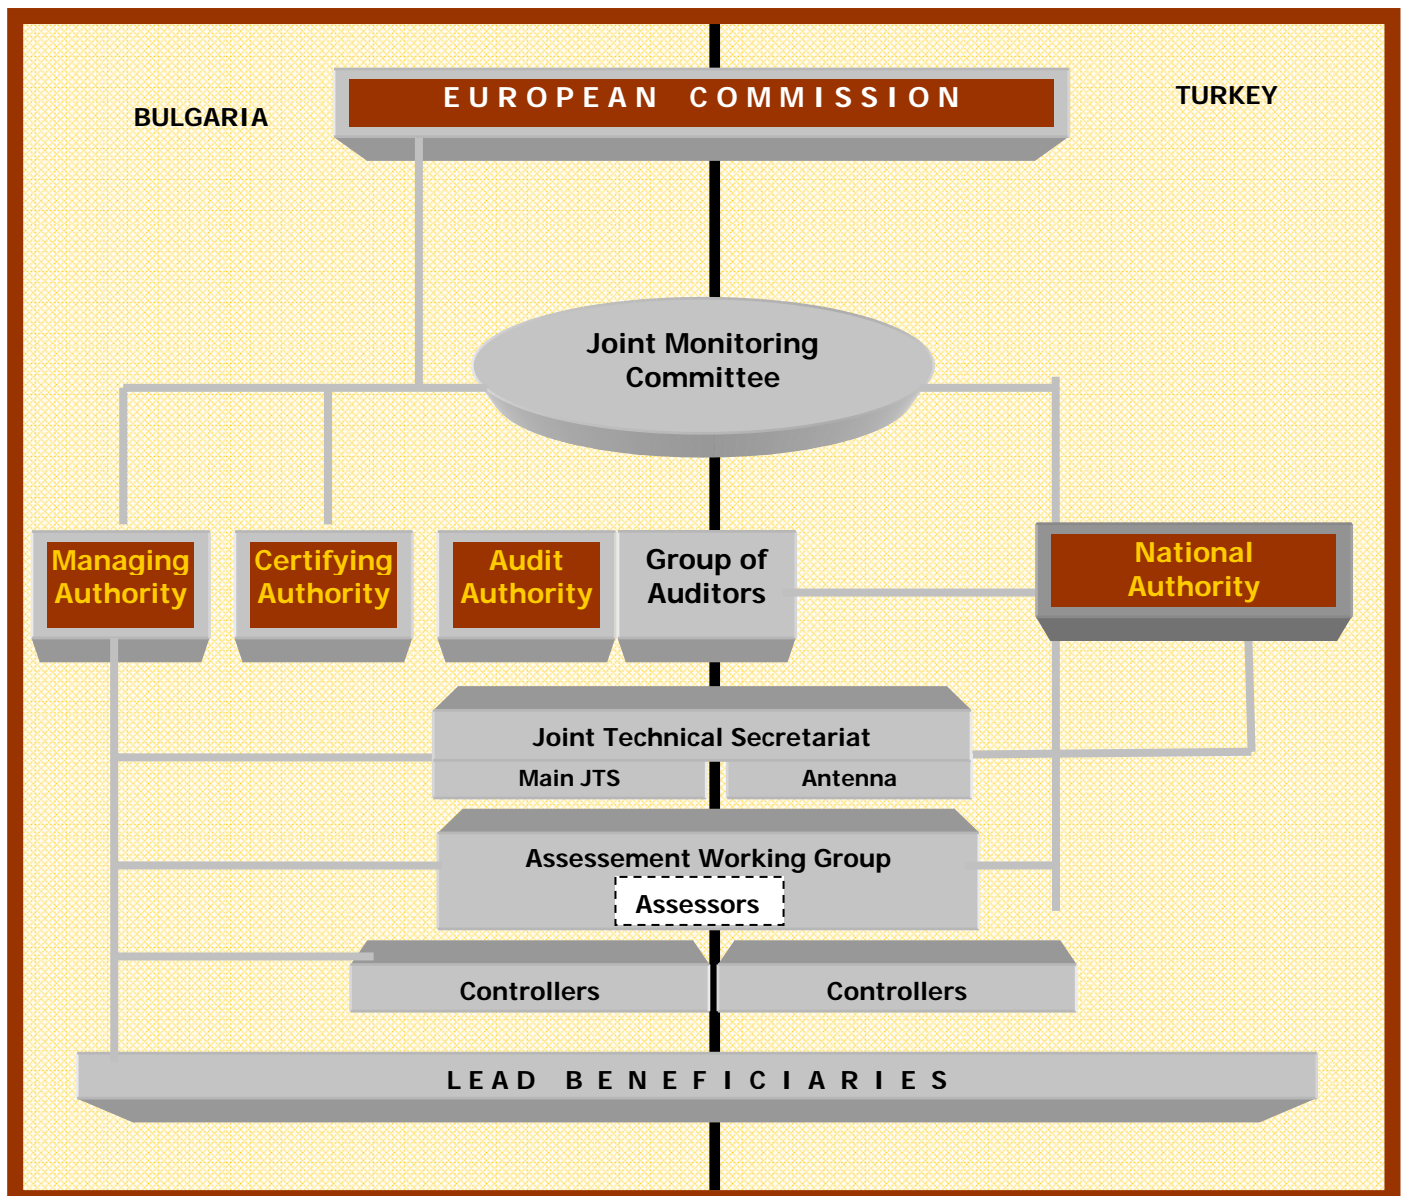 BULGARIA
EUROPEAN COMMISSION
TURKEY
Joint Monitoring
Committee
Managing
Authority
Certifying
Authority
Audit
Authority
Group of
Auditors
National
Authority
Joint Technical Secretariat
Main JTS
Antenna
Assessement Working Group
Assessors
Controllers
Controllers
LEAD BENEFICIARIES